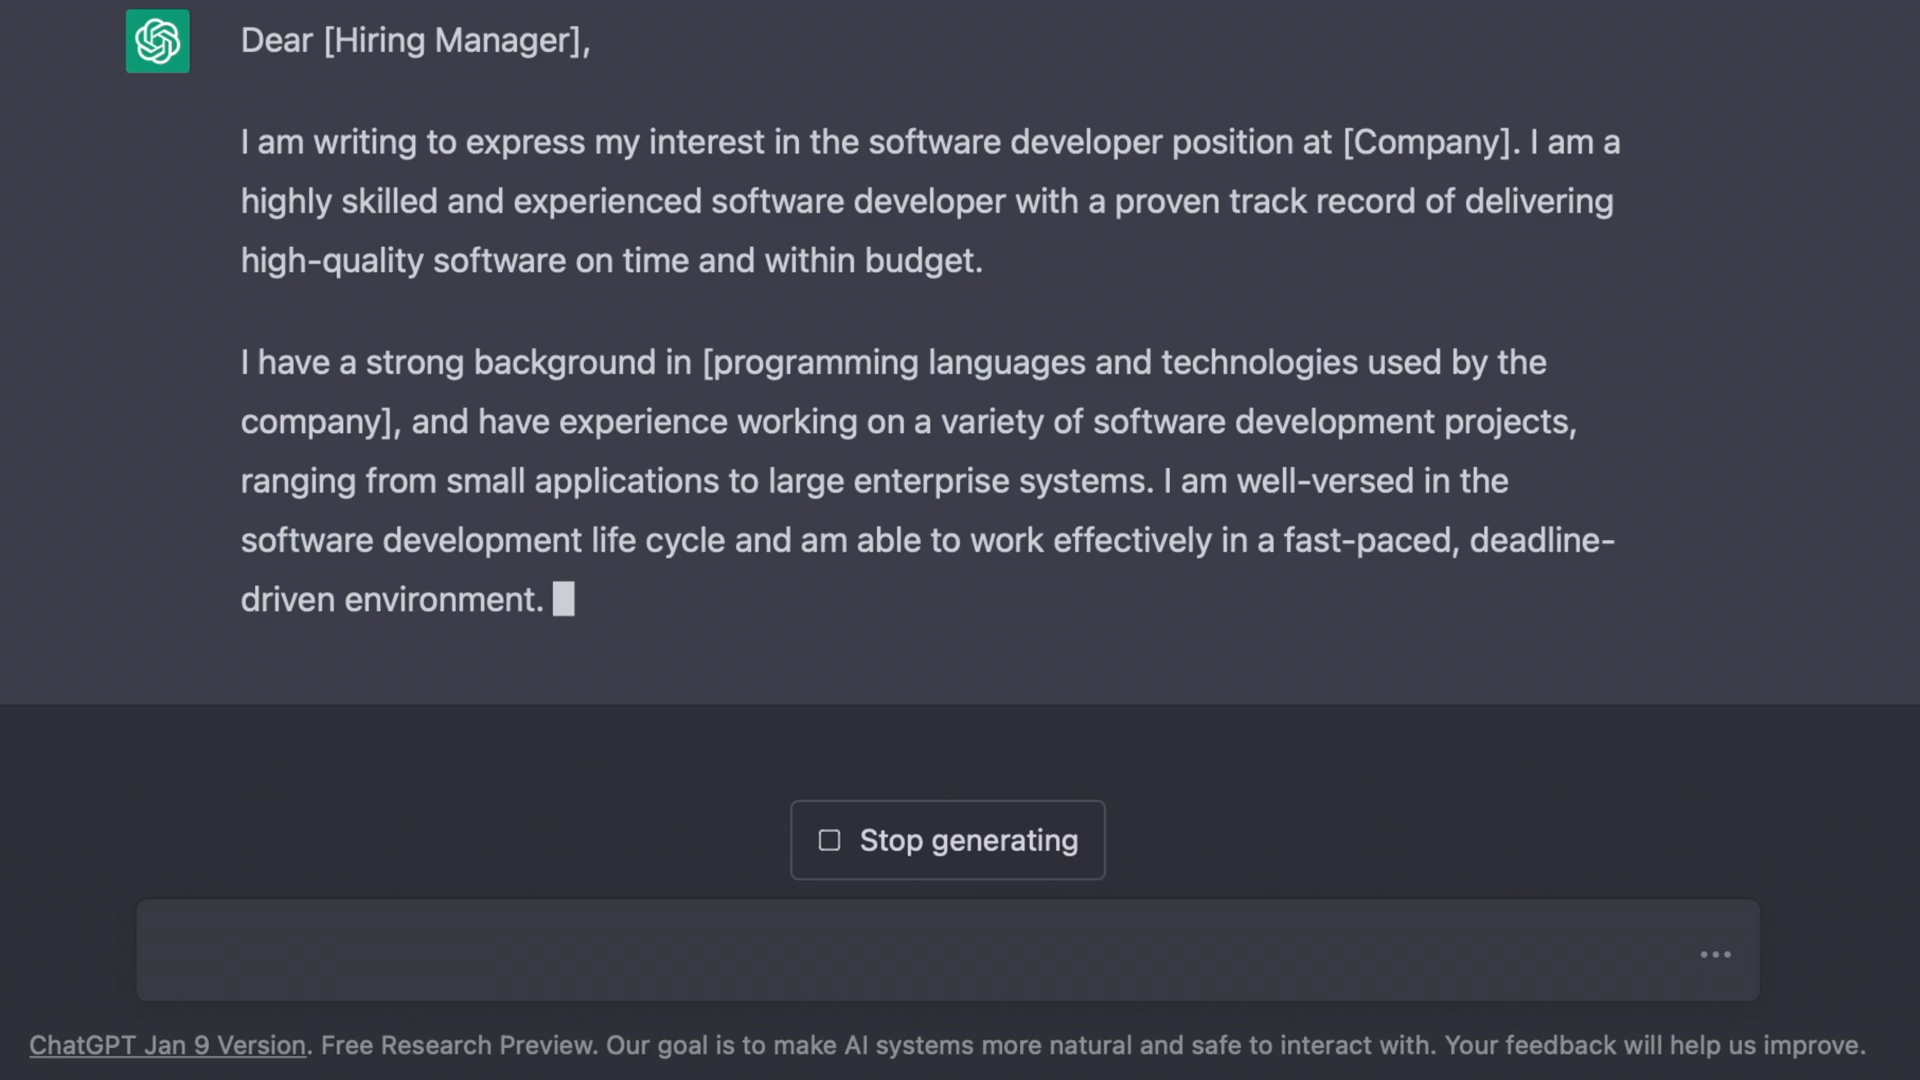 Dear [Hiring Manager],
I am writing to express my interest in the software developer position at [Company]. I am a
highly skilled and experienced software developer with a proven track record of delivering
high-quality software on time and within budget.
I have a strong background in [programming languages and technologies used by the
company], and have experience working on a variety of software development projects,
ranging from small applications to large enterprise systems. I am well-versed in the
software development life cycle and am able to work effectively in a fast-paced, deadline-
driven environment.
Stop generating
ChatGPT Jan 9 Version. Free Research Preview. Our goal is to make AI systems more natural and safe to interact with. Your feedback will help us improve.